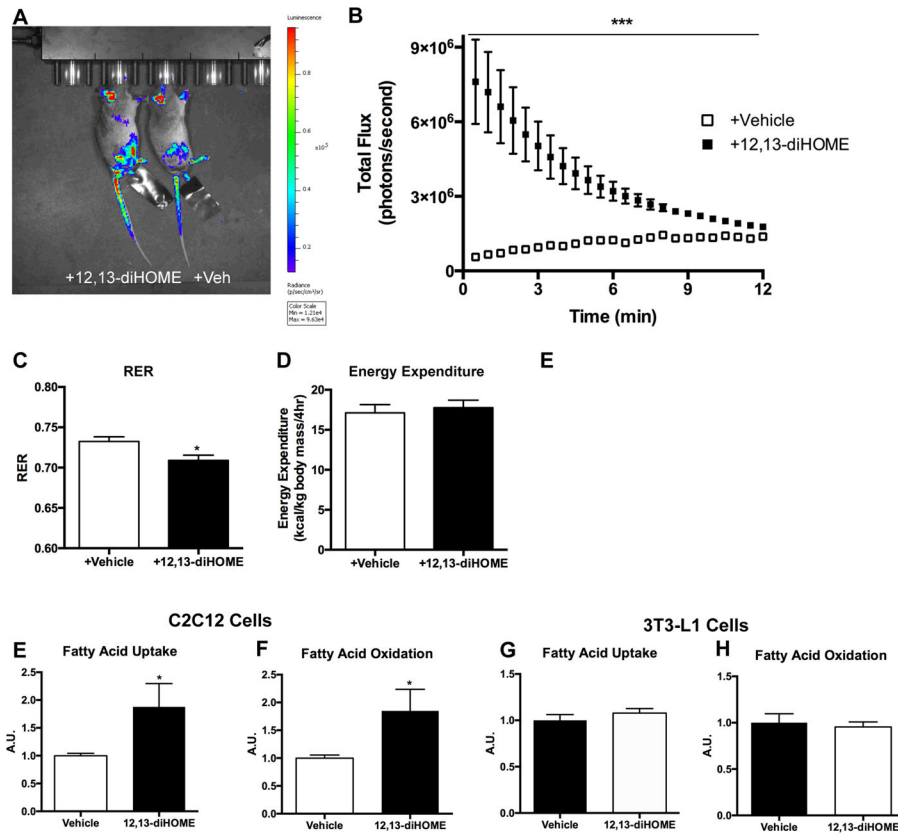 A
Luminescence
0.8
0.6
x10⁵
0.4
0.2
Radiance
(p/sec/cm²/sr)
Color Scale
Min = 1.21e4
Max = 9.63e4
+12,13-diHOME +Veh
B
***
9×10⁶
6×10⁶
3×10⁶
0
Total Flux
(photons/second)
+Vehicle
+12,13-diHOME
0 3 6 9 12
Time (min)
C
RER
0.80
0.75
0.70
0.65
0.60
RER
*
+Vehicle +12,13-diHOME
D
Energy Expenditure
20
15
10
5
0
Energy Expenditure
(kcal/kg body mass/4hr)
+Vehicle +12,13-diHOME
E
C2C12 Cells
E
Fatty Acid Uptake
2.5
2.0
1.5
1.0
0.5
0.0
A.U.
*
Vehicle 12,13-diHOME
F
Fatty Acid Oxidation
2.5
2.0
1.5
1.0
0.5
0.0
A.U.
*
Vehicle 12,13-diHOME
3T3-L1 Cells
G
Fatty Acid Uptake
1.5
1.0
0.5
0.0
A.U.
Vehicle 12,13-diHOME
H
Fatty Acid Oxidation
1.5
1.0
0.5
0.0
A.U.
Vehicle 12,13-diHOME